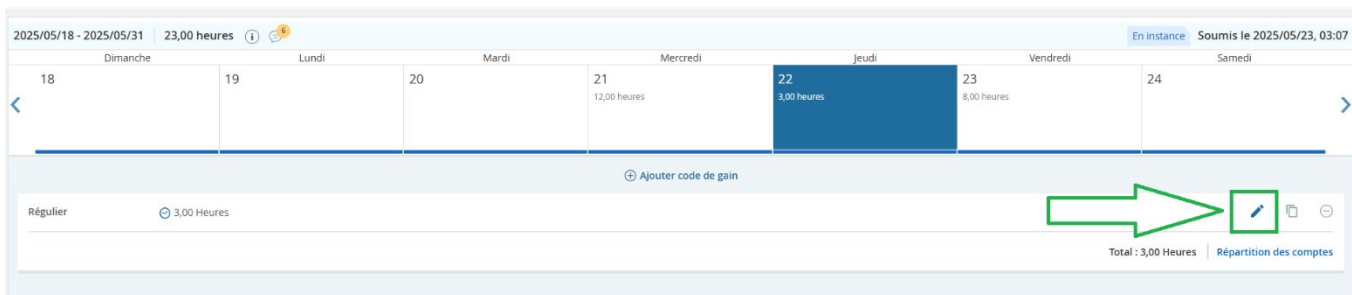 2025/05/18 - 2025/05/31 23,00 heures 6 En instance Soumis le 2025/05/23, 03:07
Dimanche Lundi Mardi Mercredi Jeudi Vendredi Samedi
18 19 20 21 22 23 24
12,00 heures 3,00 heures 8,00 heures
Ajouter code de gain
Régulier 3,00 Heures
Total : 3,00 Heures Répartition des comptes